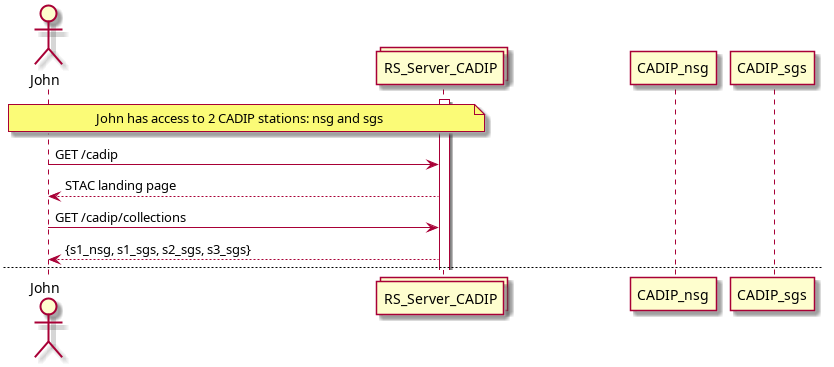 John
RS_Server_CADIP
CADIP_nsg
CADIP_sgs
John has access to 2 CADIP stations: nsg and sgs
GET /cadip
STAC landing page
GET /cadip/collections
{s1_nsg, s1_sgs, s2_sgs, s3_sgs}
John
RS_Server_CADIP
CADIP_nsg
CADIP_sgs